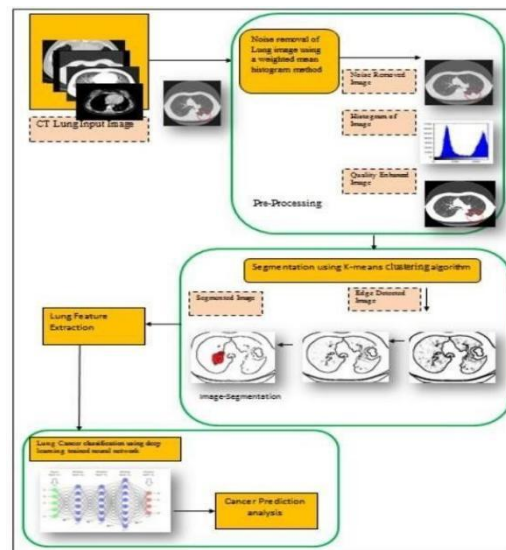 Noise removal of
Lung image using
a weighted mean
histogram method
CT Lung Input Image
Noise Removed
Image
Histogram of
Image
Quality Enhanced
Image
Pre-Processing
Segmentation using K-means clustering algorithm
Segmented Image
Edge Detected
Image
Image-Segmentation
Lung Feature
Extraction
Lung Cancer classification using deep
learning trained neural network
Cancer Prediction
analysis